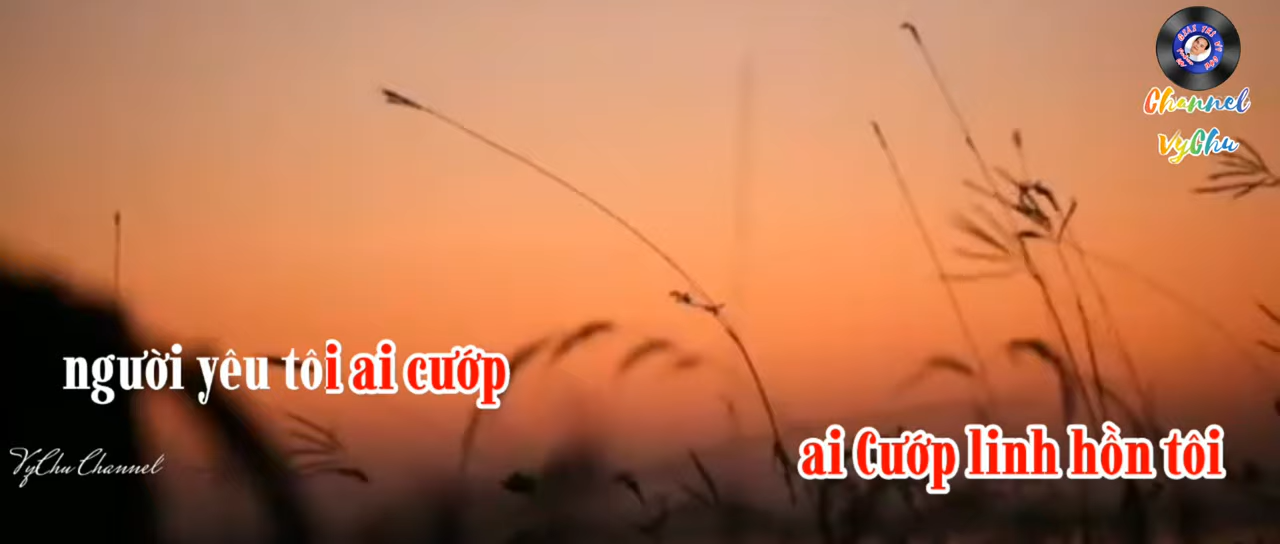 Channel
VyChu
người yêu tôi ai cướp
ai Cướp linh hồn tôi
VyChu Channel